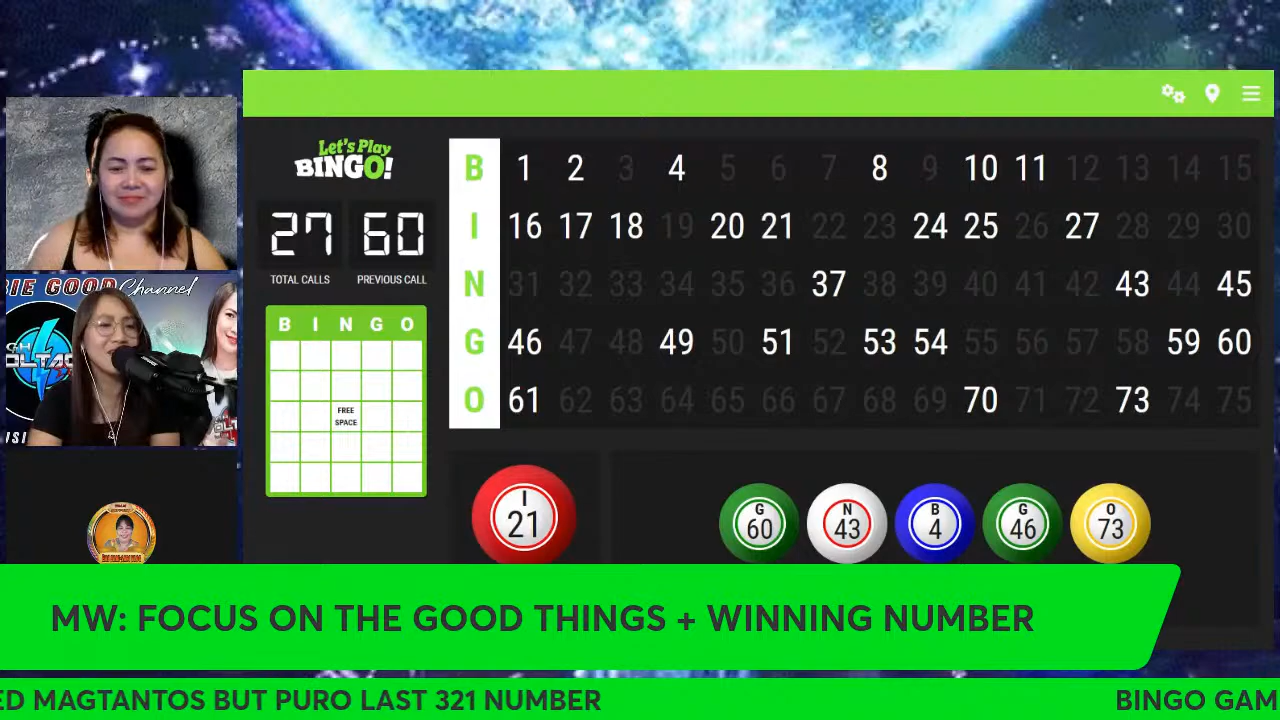 BIE GOOD Channel
Let's Play
BINGO!
27 60
TOTAL CALLS PREVIOUS CALL
B I N G O
FREE
SPACE
B 1 2 3 4 5 6 7 8 9 10 11 12 13 14 15
I 16 17 18 19 20 21 22 23 24 25 26 27 28 29 30
N 31 32 33 34 35 36 37 38 39 40 41 42 43 44 45
G 46 47 48 49 50 51 52 53 54 55 56 57 58 59 60
O 61 62 63 64 65 66 67 68 69 70 71 72 73 74 75
I 21
G 60
N 43
B 4
G 46
O 73
MW: FOCUS ON THE GOOD THINGS + WINNING NUMBER
ED MAGTANTOS BUT PURO LAST 321 NUMBER BINGO GAM